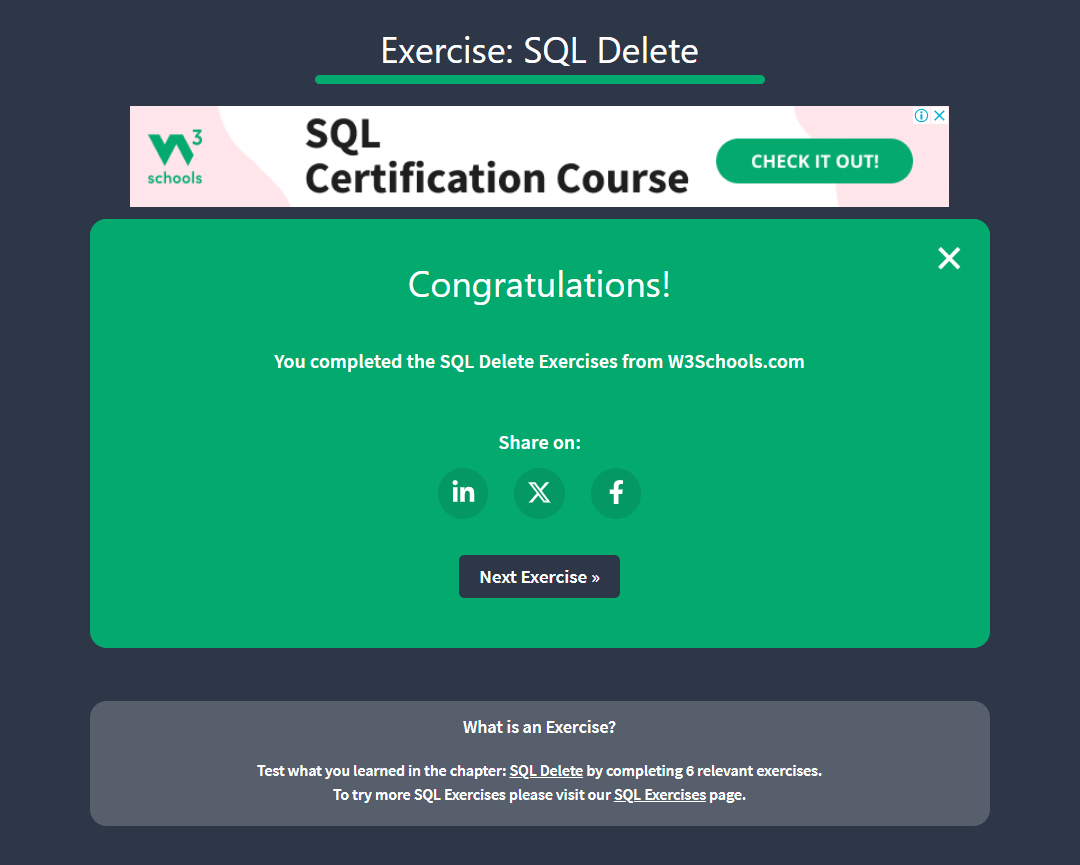 Exercise: SQL Delete
W3
schools
SQL
Certification Course
CHECK IT OUT!
Congratulations!
You completed the SQL Delete Exercises from W3Schools.com
Share on:
in
X
f
Next Exercise »
What is an Exercise?
Test what you learned in the chapter: SQL Delete by completing 6 relevant exercises.
To try more SQL Exercises please visit our SQL Exercises page.